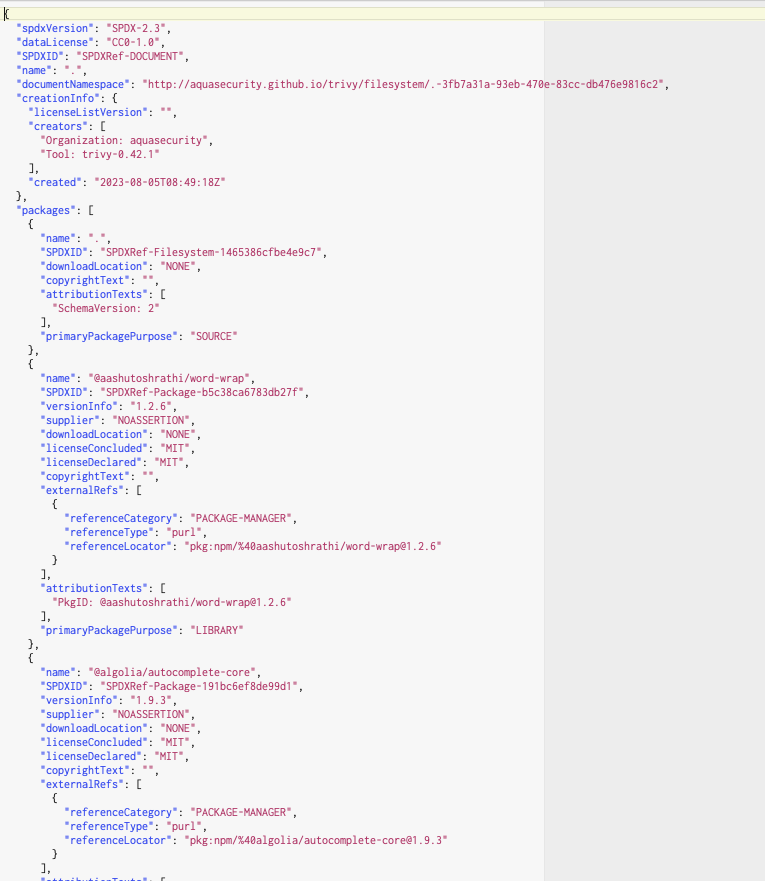 {
  "spdxVersion": "SPDX-2.3",
  "dataLicense": "CC0-1.0",
  "SPDXID": "SPDXRef-DOCUMENT",
  "name": ".",
  "documentNamespace": "http://aquasecurity.github.io/trivy/filesystem/.-3fb7a31a-93eb-470e-83cc-db476e9816c2",
  "creationInfo": {
    "licenseListVersion": "",
    "creators": [
      "Organization: aquasecurity",
      "Tool: trivy-0.42.1"
    ],
    "created": "2023-08-05T08:49:18Z"
  },
  "packages": [
    {
      "name": ".",
      "SPDXID": "SPDXRef-Filesystem-1465386cfbe4e9c7",
      "downloadLocation": "NONE",
      "copyrightText": "",
      "attributionTexts": [
        "SchemaVersion: 2"
      ],
      "primaryPackagePurpose": "SOURCE"
    },
    {
      "name": "@aashutoshrathi/word-wrap",
      "SPDXID": "SPDXRef-Package-b5c38ca6783db27f",
      "versionInfo": "1.2.6",
      "supplier": "NOASSERTION",
      "downloadLocation": "NONE",
      "licenseConcluded": "MIT",
      "licenseDeclared": "MIT",
      "copyrightText": "",
      "externalRefs": [
        {
          "referenceCategory": "PACKAGE-MANAGER",
          "referenceType": "purl",
          "referenceLocator": "pkg:npm/%40aashutoshrathi/word-wrap@1.2.6"
        }
      ],
      "attributionTexts": [
        "PkgID: @aashutoshrathi/word-wrap@1.2.6"
      ],
      "primaryPackagePurpose": "LIBRARY"
    },
    {
      "name": "@algolia/autocomplete-core",
      "SPDXID": "SPDXRef-Package-191bc6ef8de99d1",
      "versionInfo": "1.9.3",
      "supplier": "NOASSERTION",
      "downloadLocation": "NONE",
      "licenseConcluded": "MIT",
      "licenseDeclared": "MIT",
      "copyrightText": "",
      "externalRefs": [
        {
          "referenceCategory": "PACKAGE-MANAGER",
          "referenceType": "purl",
          "referenceLocator": "pkg:npm/%40algolia/autocomplete-core@1.9.3"
        }
      ],